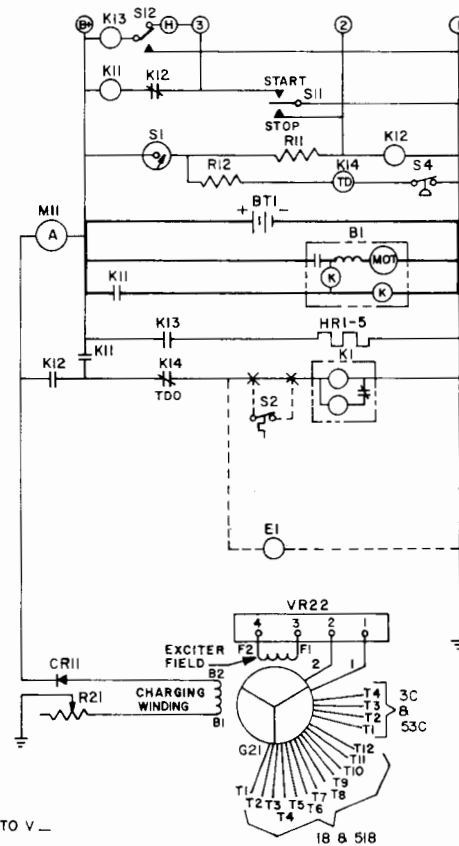 B+ K13 S12 H 3 2 1
K11 K12
START
S11
STOP
S1 R11 K12
R12 K14 S4
TD
M11 + BT1 -
A B1
MOT
K
K11 K
K13 HR1-5
K11 K1
K12 K14
TDO S2
E1
VR22
4 3 2 1
EXCITER FIELD F2 F1 2 1
CR11 B2
R21 CHARGING WINDING
B1
G21
T4
T3
T2
T1
3C
&
53C
T12
T11
T10
T9
T8
T7
T6
T5
T4
T3
T2
T1
18 & 518
TO V_